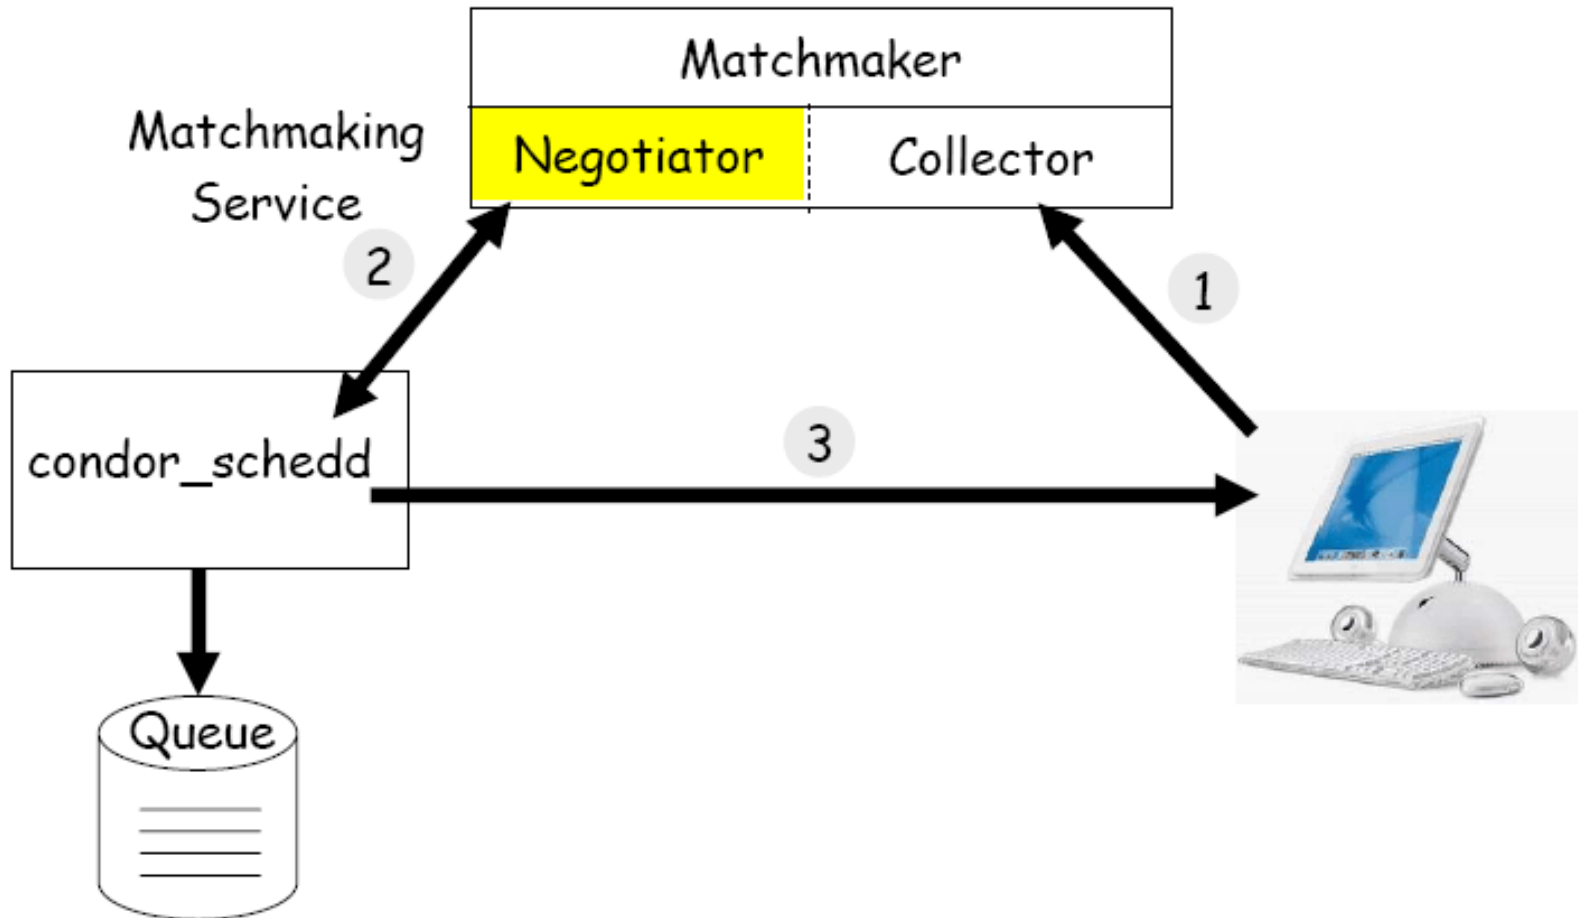 Matchmaker
Matchmaking
Service
Negotiator
Collector
2
1
condor_schedd
3
Queue